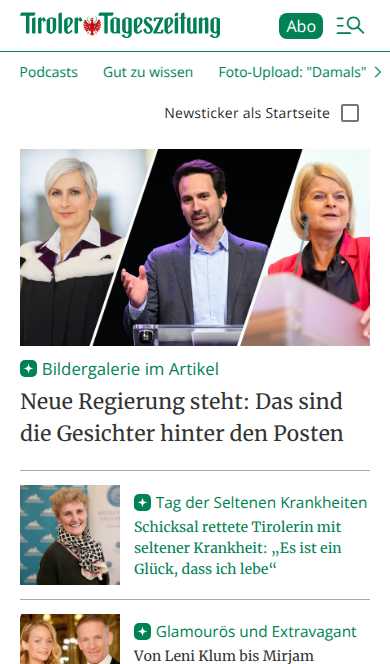 Tiroler Tageszeitung
Abo
Podcasts Gut zu wissen Foto-Upload: "Damals"
Newsticker als Startseite
Bildergalerie im Artikel
Neue Regierung steht: Das sind
die Gesichter hinter den Posten
Tag der Seltenen Krankheiten
Schicksal rettete Tirolerin mit
seltener Krankheit: „Es ist ein
Glück, dass ich lebe“
Glamourös und Extravagant
Von Leni Klum bis Mirjam